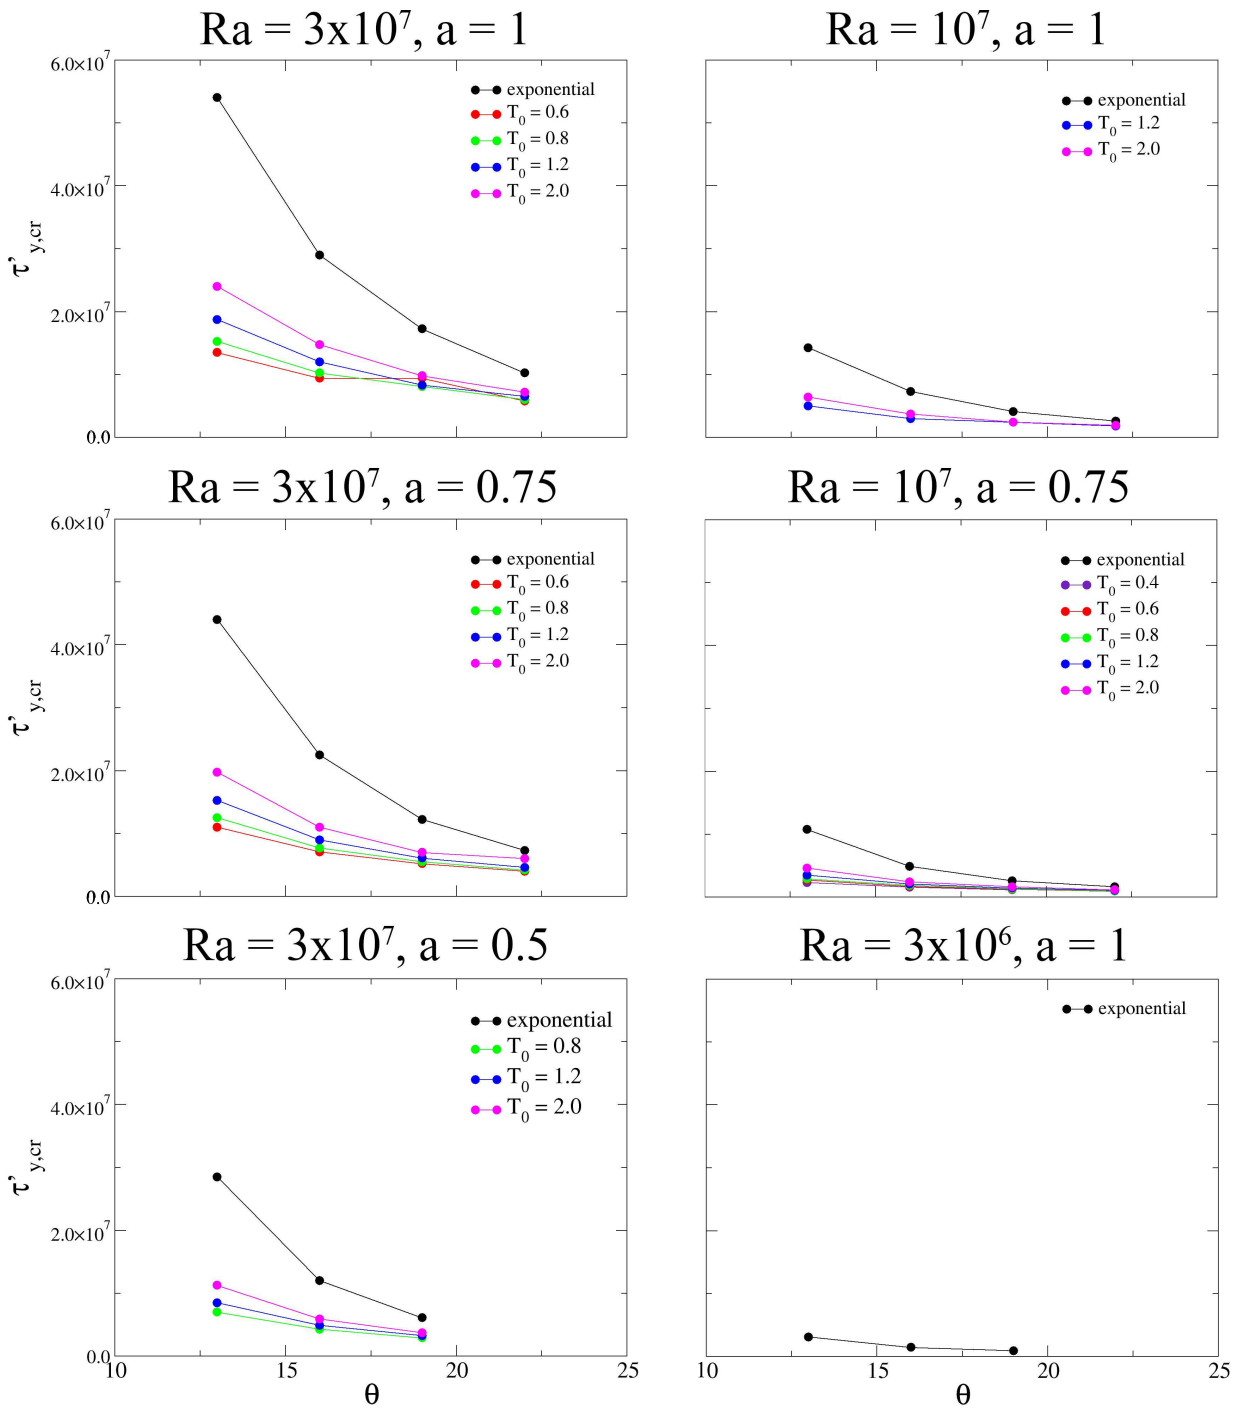 Ra = 3x10⁷, a = 1
6.0×10⁷
4.0×10⁷
2.0×10⁷
0.0
τ'y,cr
exponential
T₀ = 0.6
T₀ = 0.8
T₀ = 1.2
T₀ = 2.0
Ra = 10⁷, a = 1
exponential
T₀ = 1.2
T₀ = 2.0
Ra = 3x10⁷, a = 0.75
6.0×10⁷
4.0×10⁷
2.0×10⁷
0.0
τ'y,cr
exponential
T₀ = 0.6
T₀ = 0.8
T₀ = 1.2
T₀ = 2.0
Ra = 10⁷, a = 0.75
exponential
T₀ = 0.4
T₀ = 0.6
T₀ = 0.8
T₀ = 1.2
T₀ = 2.0
Ra = 3x10⁷, a = 0.5
6.0×10⁷
4.0×10⁷
2.0×10⁷
0.0
τ'y,cr
exponential
T₀ = 0.8
T₀ = 1.2
T₀ = 2.0
10 15 20 25
θ
Ra = 3x10⁶, a = 1
exponential
10 15 20 25
θ